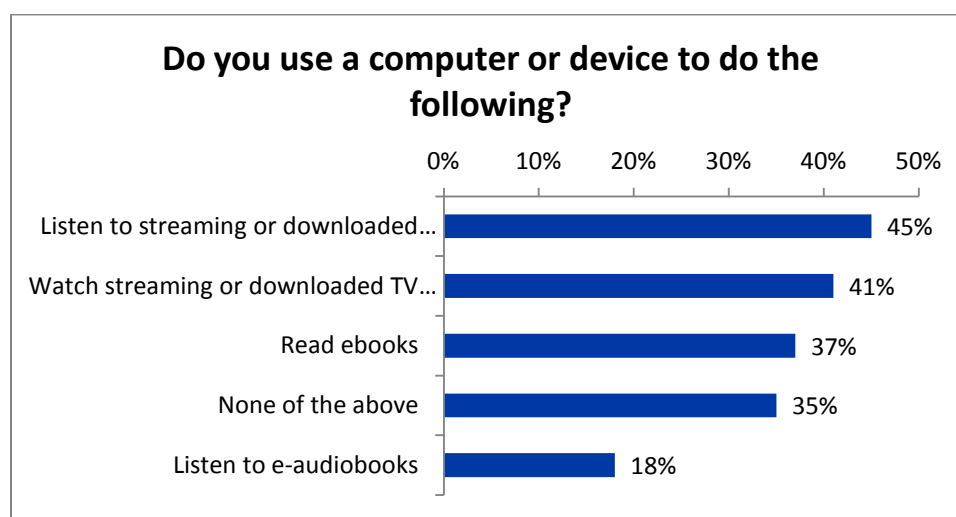 Do you use a computer or device to do the
following?
0% 10% 20% 30% 40% 50%
Listen to streaming or downloaded… 45%
Watch streaming or downloaded TV… 41%
Read ebooks 37%
None of the above 35%
Listen to e-audiobooks 18%